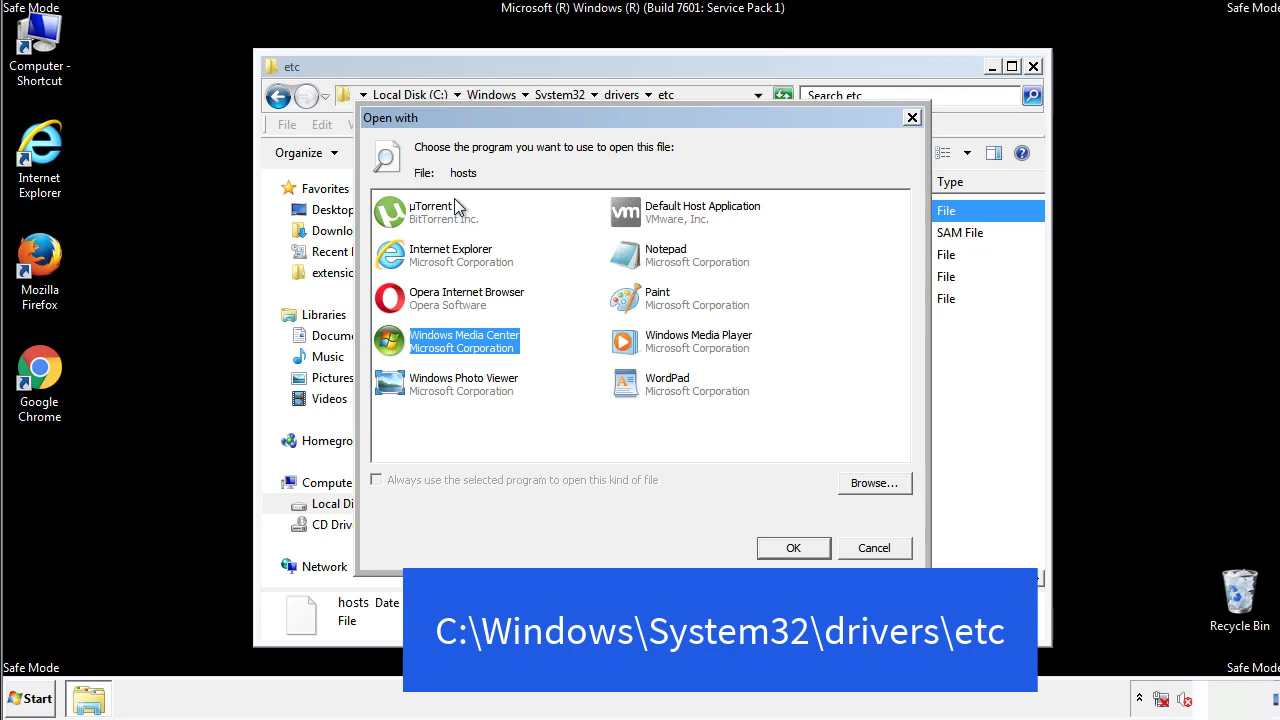 Safe Mode
Microsoft (R) Windows (R) (Build 7601: Service Pack 1)
Safe Mode
Computer -
Shortcut
Internet
Explorer
Mozilla
Firefox
Google
Chrome
etc
Local Disk (C:)
Windows
System32
drivers
etc
Search etc
File
Edit
Organize
Type
Favorites
Desktop
Downlo
Recent
extensio
Libraries
Docume
Music
Pictures
Videos
Homegro
Compute
Local Di
CD Driv
Network
File
SAM File
File
File
File
Open with
Choose the program you want to use to open this file:
File: hosts
µTorrent
BitTorrent Inc.
Default Host Application
VMware, Inc.
Internet Explorer
Microsoft Corporation
Notepad
Microsoft Corporation
Opera Internet Browser
Opera Software
Paint
Microsoft Corporation
Windows Media Center
Microsoft Corporation
Windows Media Player
Microsoft Corporation
Windows Photo Viewer
Microsoft Corporation
WordPad
Microsoft Corporation
Always use the selected program to open this kind of file
Browse...
OK
Cancel
hosts Date
File
C:\Windows\System32\drivers\etc
Recycle Bin
Safe Mode
Safe Mode
Start